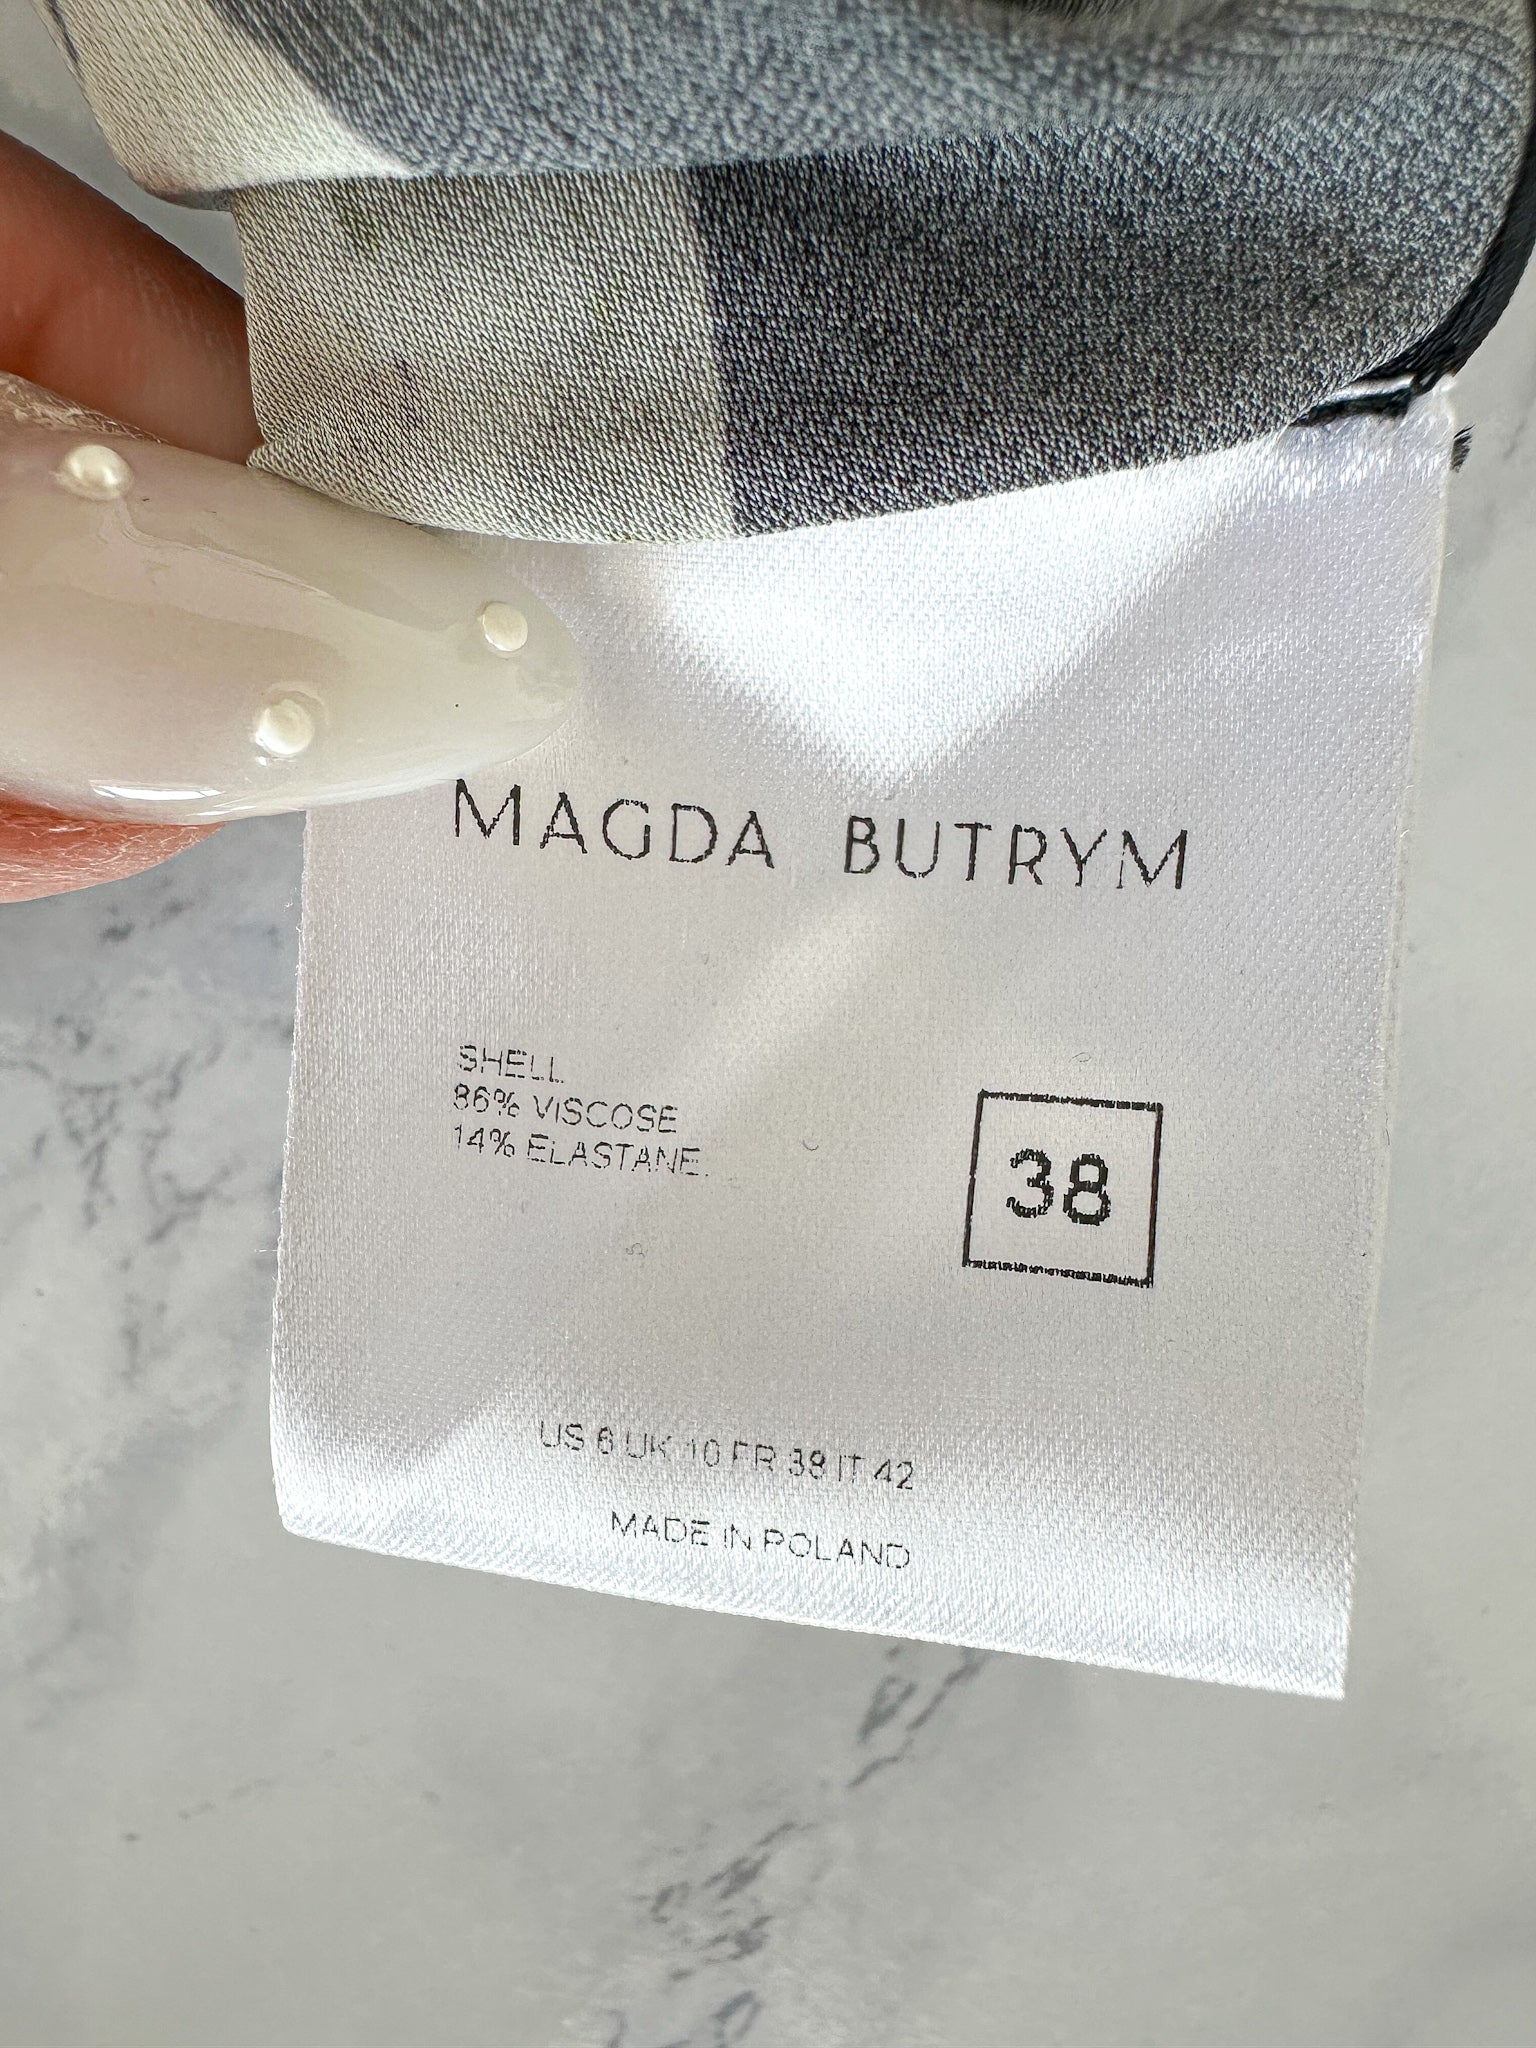 MAGDA BUTRYM
SHELL
86% VISCOSE
14% ELASTANE.
38
US 6 UK 10 FR 38 IT 42
MADE IN POLAND